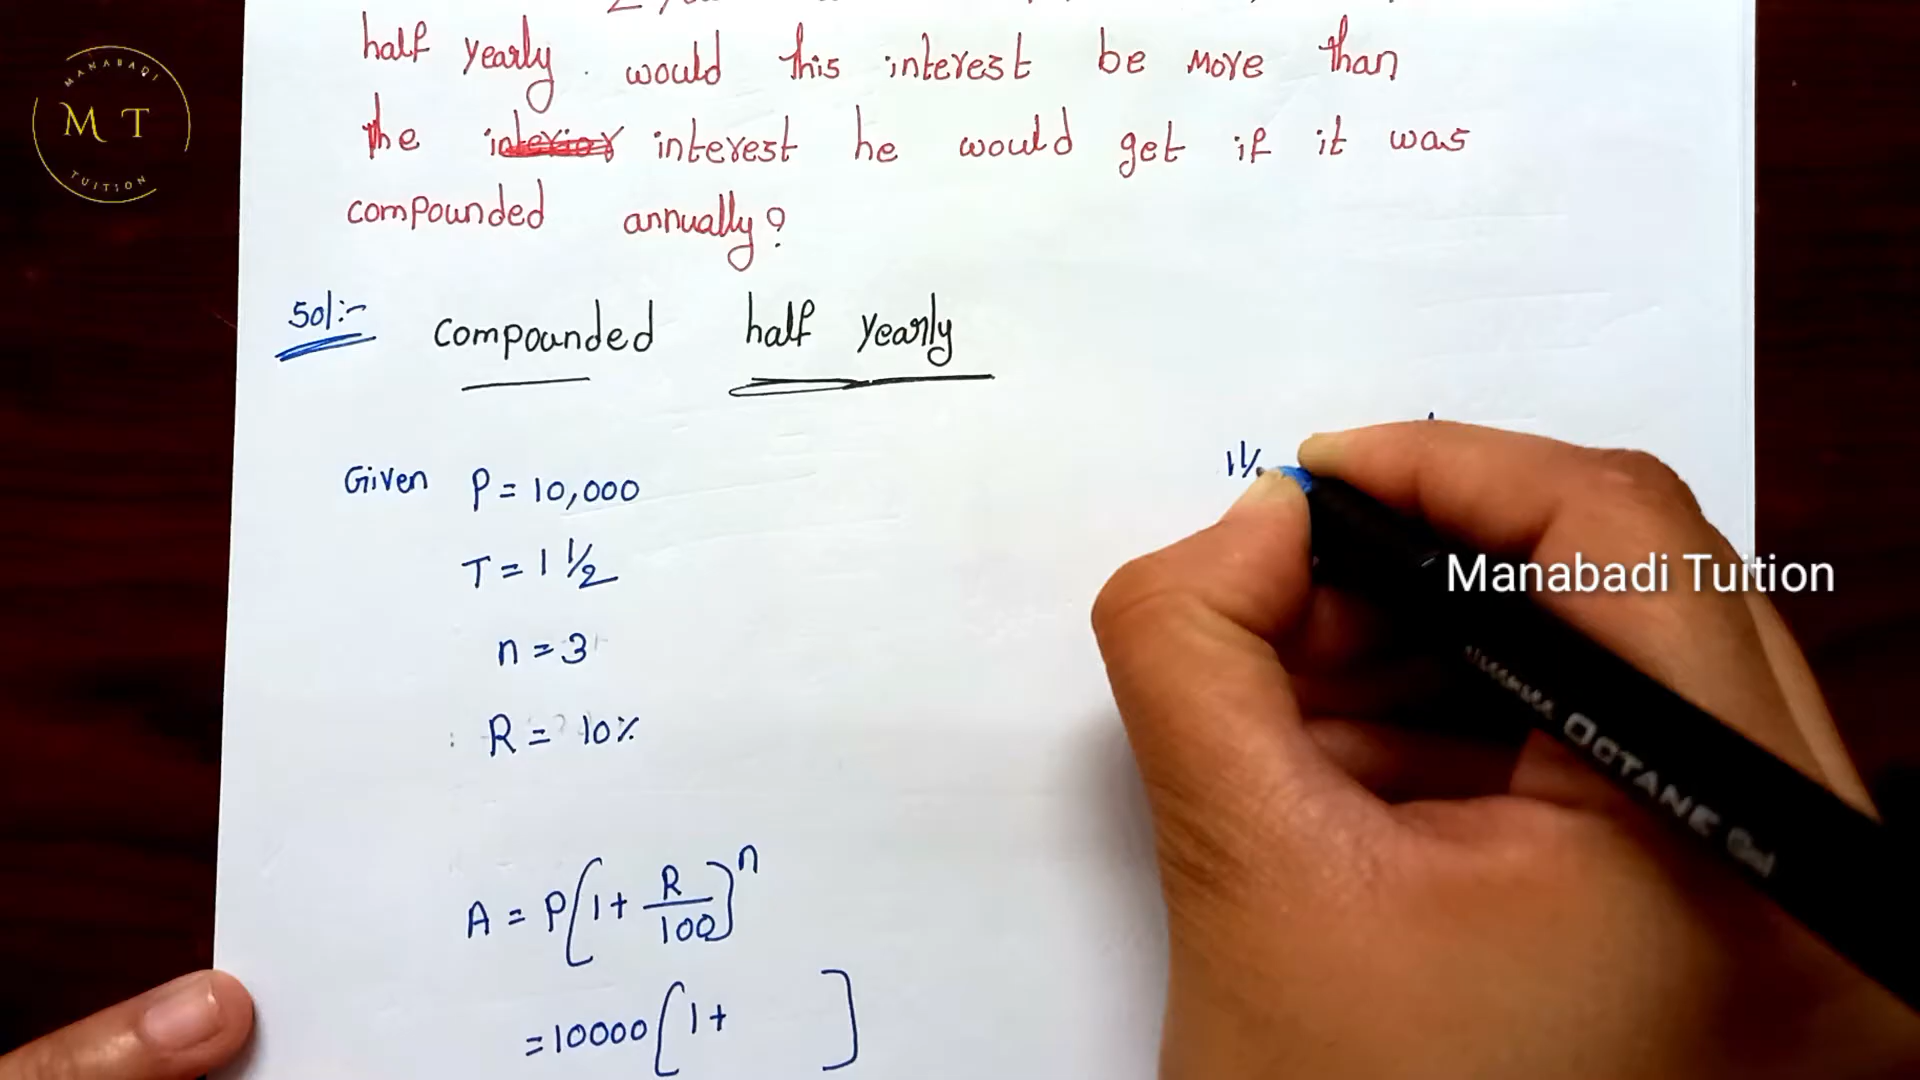 half yearly. would this interest be more than
the interest he would get if it was
compounded annually?
Sol:-
compounded half yearly
Given P = 10,000
T = 1 1/2
n = 3
R = 10%
A = P[1 + R/100]^n
= 10000[1 + ]
1 1/
MANABADI
M T
TUITION
Manabadi Tuition
OCTANE Gel